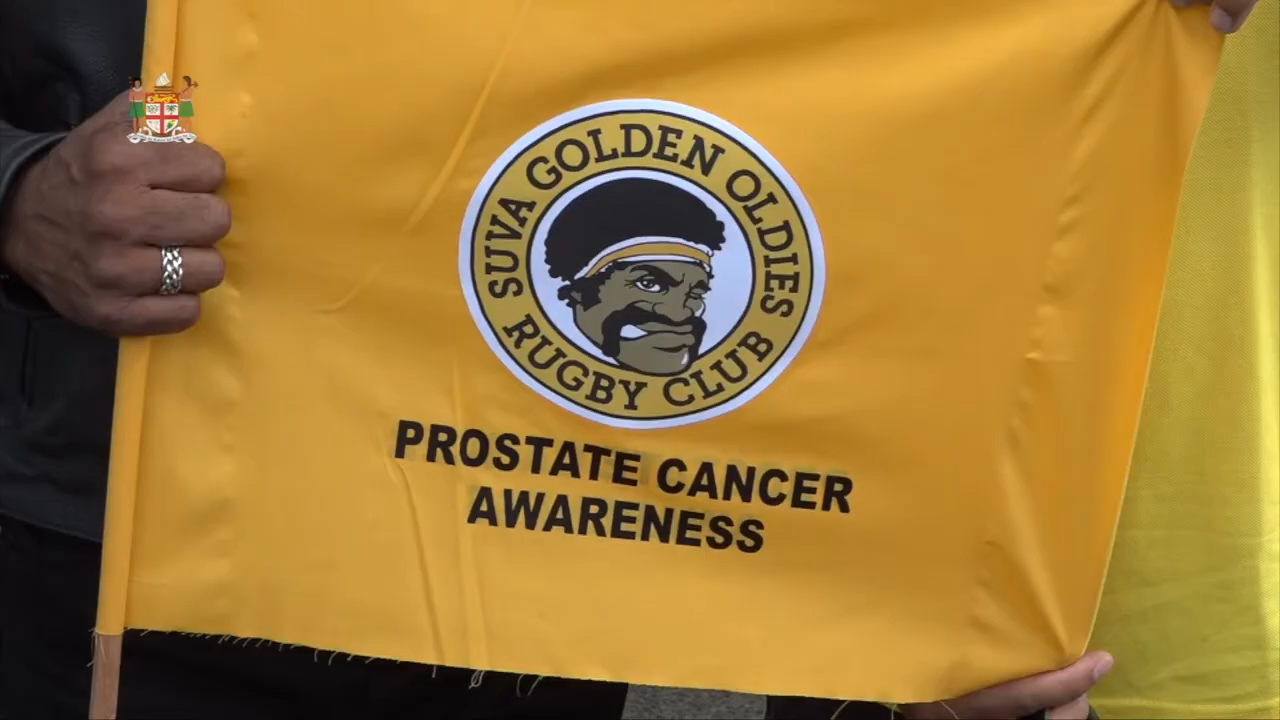 SUVA GOLDEN OLDIES
RUGBY CLUB
PROSTATE CANCER
AWARENESS